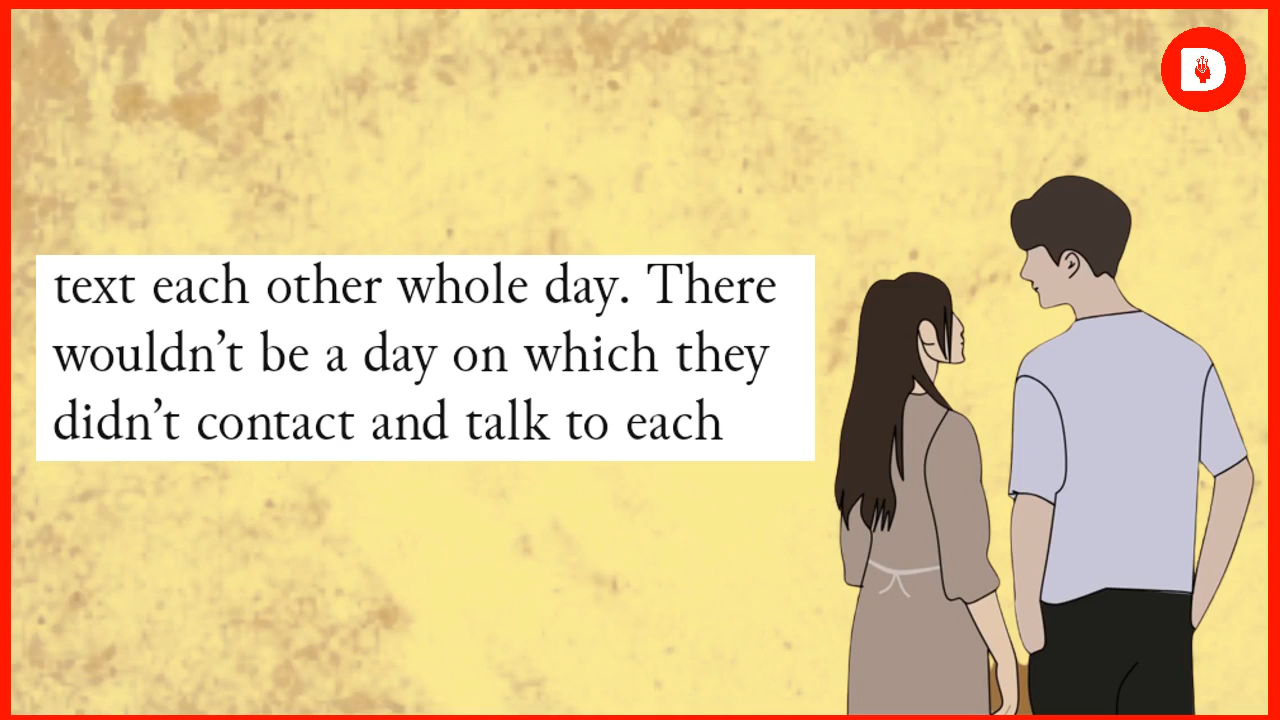 D
text each other whole day. There
wouldn’t be a day on which they
didn’t contact and talk to each